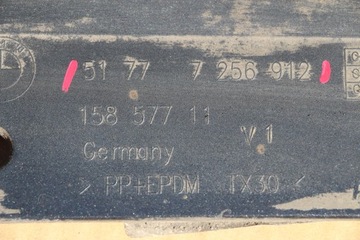 51 77 7 256 912
158 577 11
V1
Germany
> PP+EPDM TX30 <